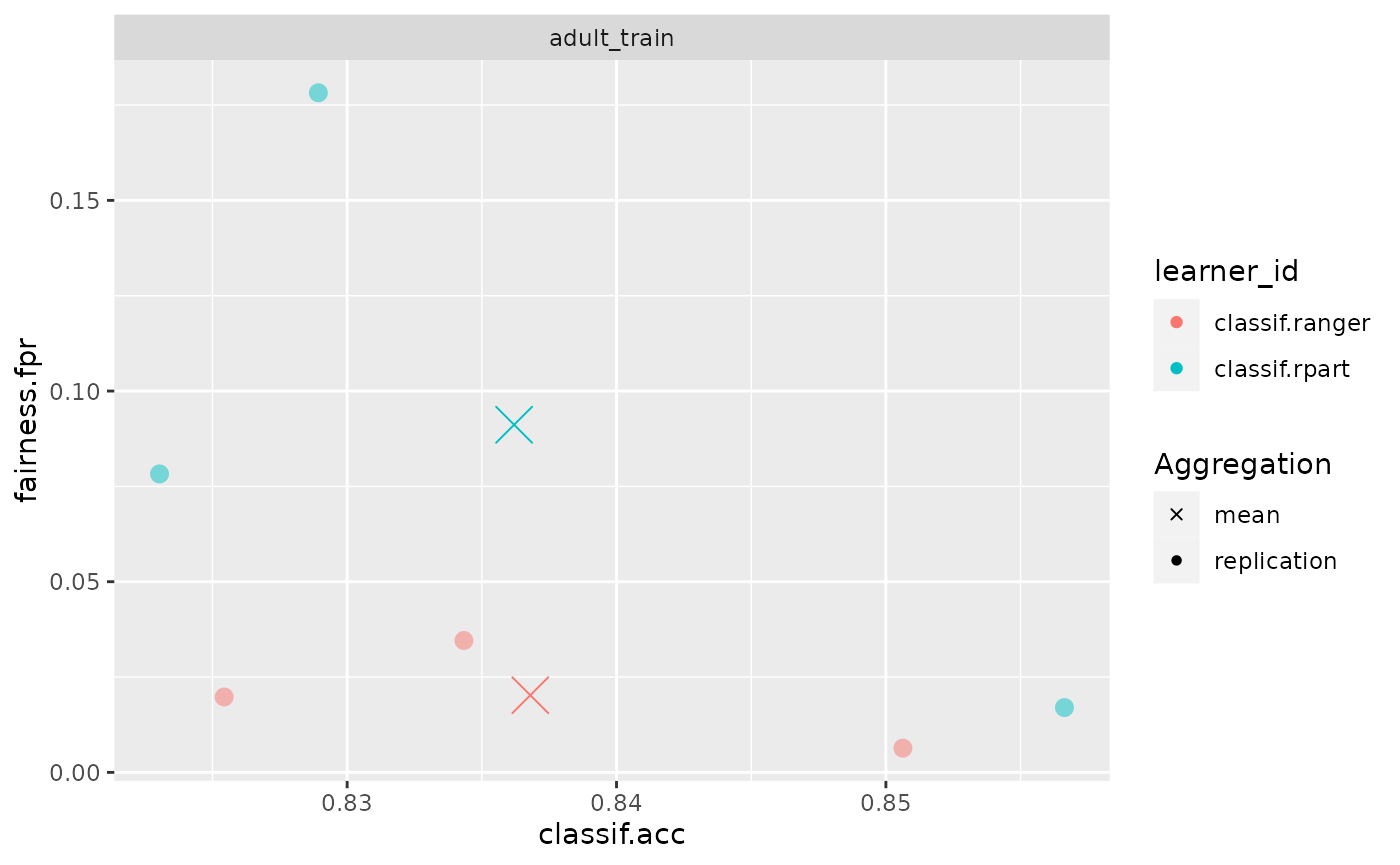 adult_train
0.15
0.10
0.05
0.00
fairness.fpr
0.83
0.84
0.85
classif.acc
learner_id
classif.ranger
classif.rpart
Aggregation
mean
replication